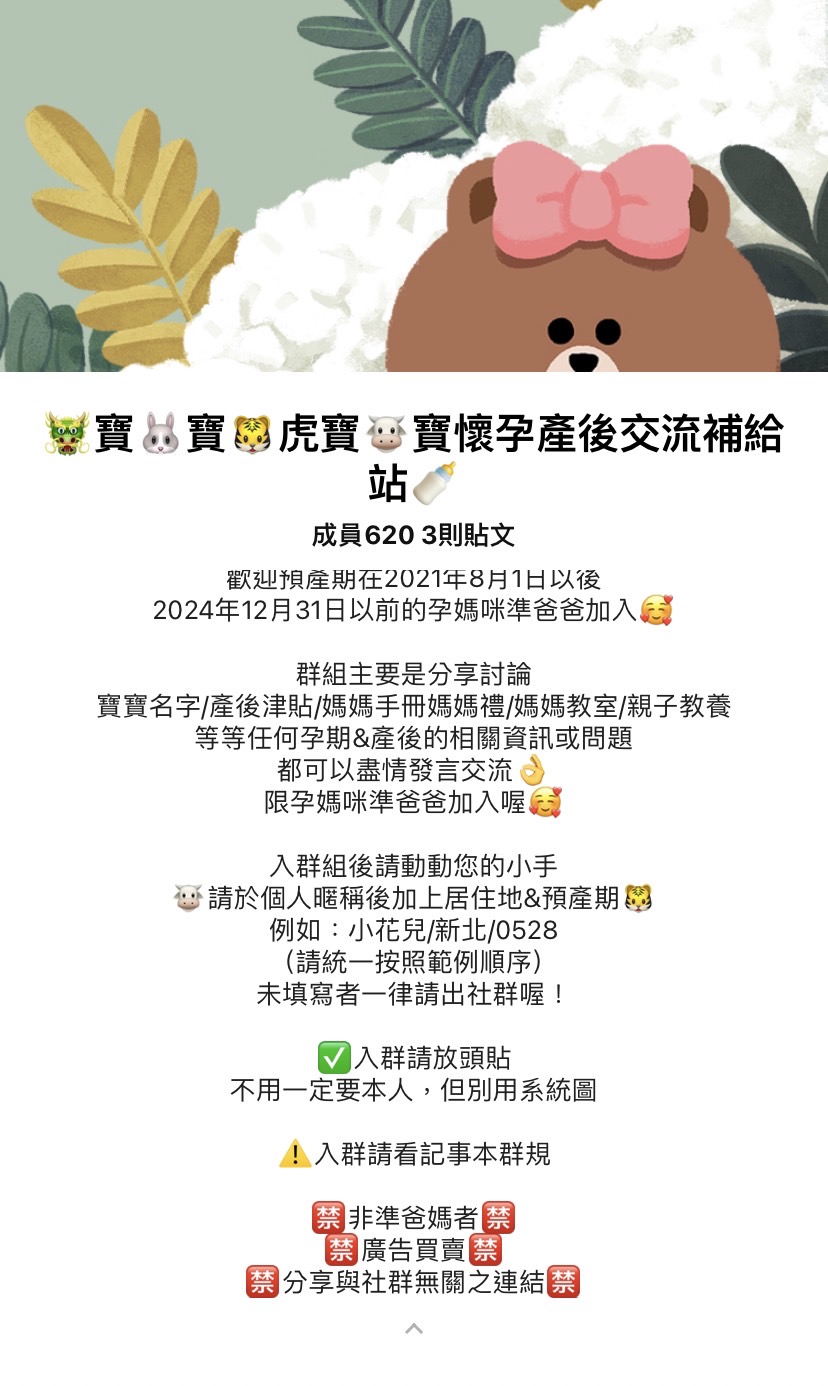 🐲寶🐰寶🐯虎寶🐮寶懷孕產後交流補給
站🍼
成員620 3則貼文
歡迎預產期在2021年8月1日以後
2024年12月31日以前的孕媽咪準爸爸加入🥰
群組主要是分享討論
寶寶名字/產後津貼/媽媽手冊媽媽禮/媽媽教室/親子教養
等等任何孕期&產後的相關資訊或問題
都可以盡情發言交流👌
限孕媽咪準爸爸加入喔🥰
入群組後請動動您的小手
🐮請於個人暱稱後加上居住地&預產期🐯
例如：小花兒/新北/0528
（請統一按照範例順序）
未填寫者一律請出社群喔！
✅入群請放頭貼
不用一定要本人，但別用系統圖
⚠️入群請看記事本群規
🈲非準爸媽者🈲
🈲廣告買賣🈲
🈲分享與社群無關之連結🈲